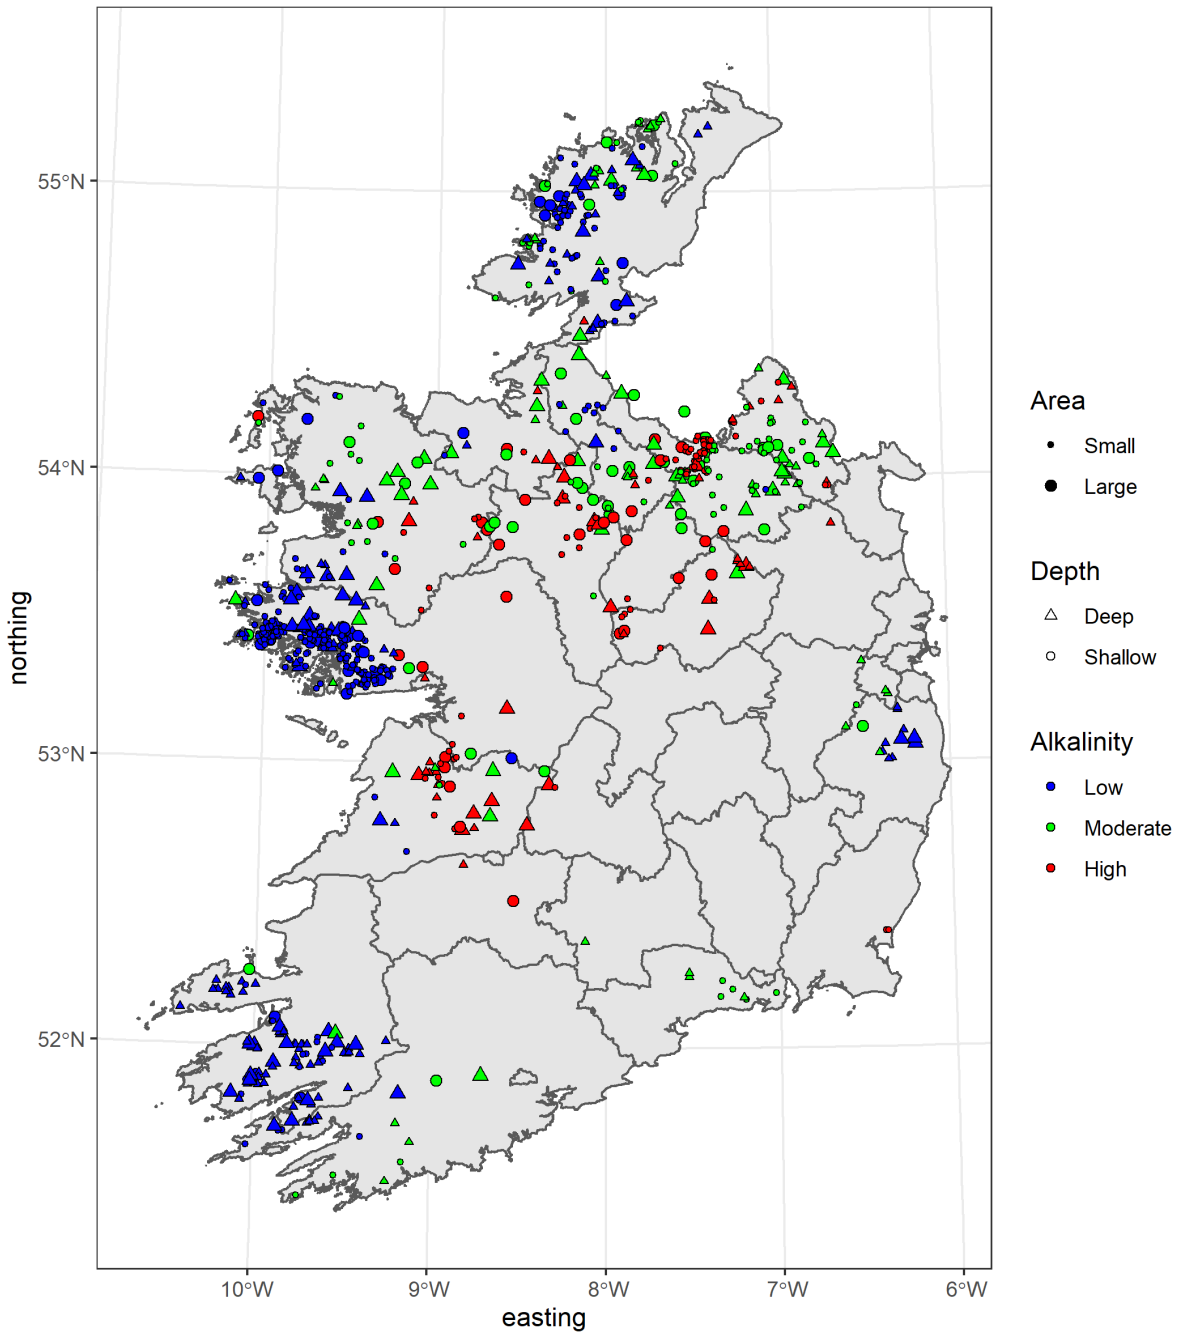 55°N
54°N
53°N
52°N
northing
10°W
9°W
8°W
7°W
6°W
easting
Area
Small
Large
Depth
Deep
Shallow
Alkalinity
Low
Moderate
High